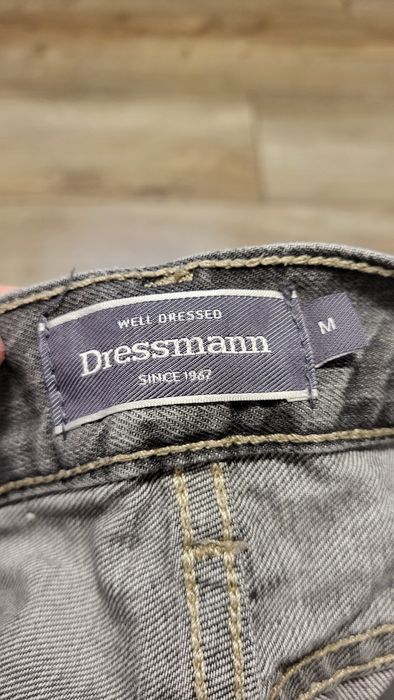 WELL DRESSED
Dressmann
SINCE 1967
M